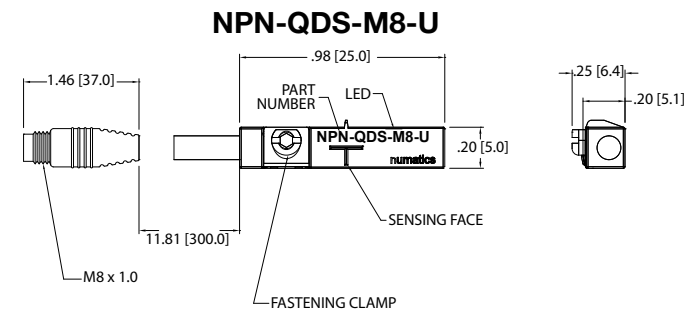 NPN-QDS-M8-U
.98 [25.0]
1.46 [37.0]
.25 [6.4]
PART
NUMBER
LED
.20 [5.1]
NPN-QDS-M8-U
.20 [5.0]
numatics
SENSING FACE
11.81 [300.0]
M8 x 1.0
FASTENING CLAMP